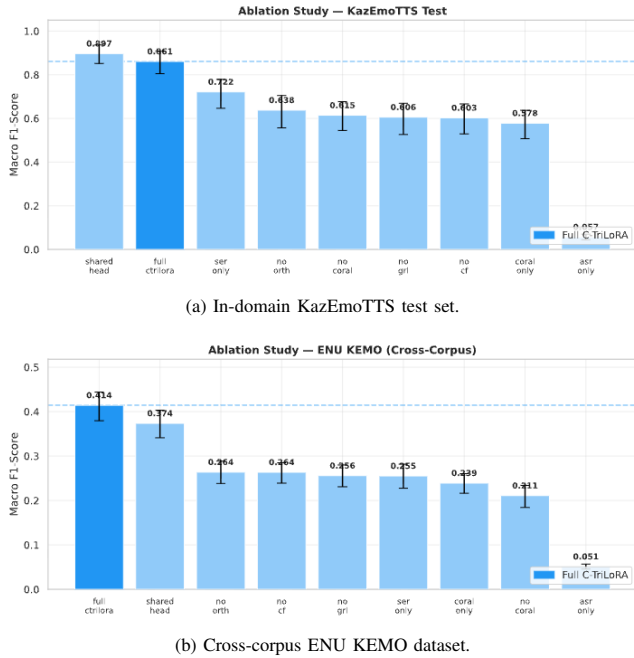 Ablation Study — KazEmoTTS Test
Macro F1 Score
1.0
0.8
0.6
0.4
0.2
0.0
0.897
0.861
0.722
0.638
0.615
0.606
0.603
0.578
0.057
Full C-TriLoRA
shared head
full ctrilora
ser only
no orth
no coral
no grl
no cf
coral only
asr only
(a) In-domain KazEmoTTS test set.
Ablation Study — ENU KEMO (Cross-Corpus)
Macro F1 Score
0.5
0.4
0.3
0.2
0.1
0.0
0.414
0.374
0.264
0.264
0.256
0.255
0.239
0.211
0.051
Full C-TriLoRA
full ctrilora
shared head
no orth
no cf
no grl
ser only
coral only
no coral
asr only
(b) Cross-corpus ENU KEMO dataset.